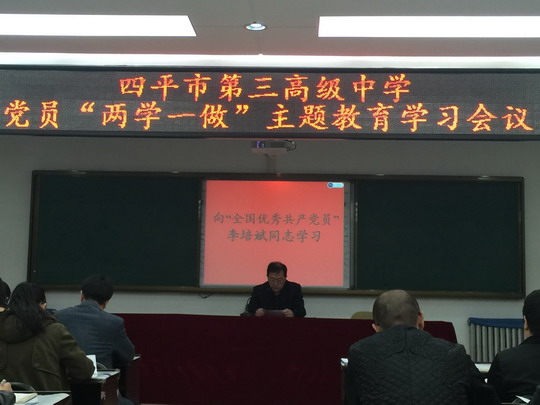 四平市第三高级中学
党员“两学一做”主题教育学习会议
向“全国优秀共产党员”
李培斌同志学习